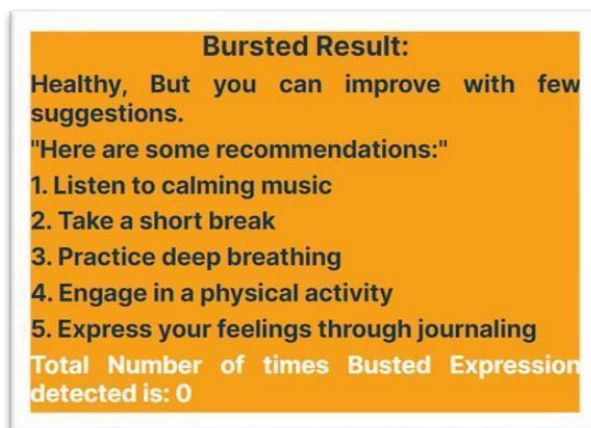 Bursted Result:
Healthy, But you can improve with few
suggestions.
"Here are some recommendations:"
1. Listen to calming music
2. Take a short break
3. Practice deep breathing
4. Engage in a physical activity
5. Express your feelings through journaling
Total Number of times Busted Expression
detected is: 0